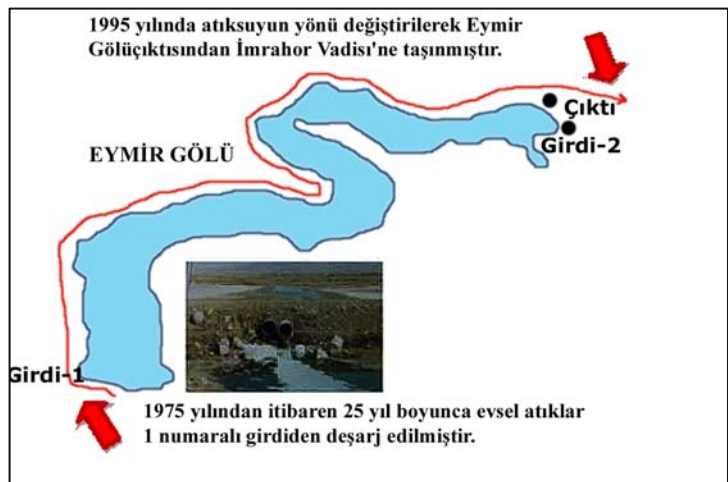 1995 yılında atıksuyun yönü değiştirilerek Eymir
Gölüçıktısından İmrahor Vadisı'ne taşınmıştır.
Çıktı
Girdi-2
EYMİR GÖLÜ
Girdi-1
1975 yılından itibaren 25 yıl boyunca evsel atıklar
1 numaralı girdiden deşarj edilmiştir.